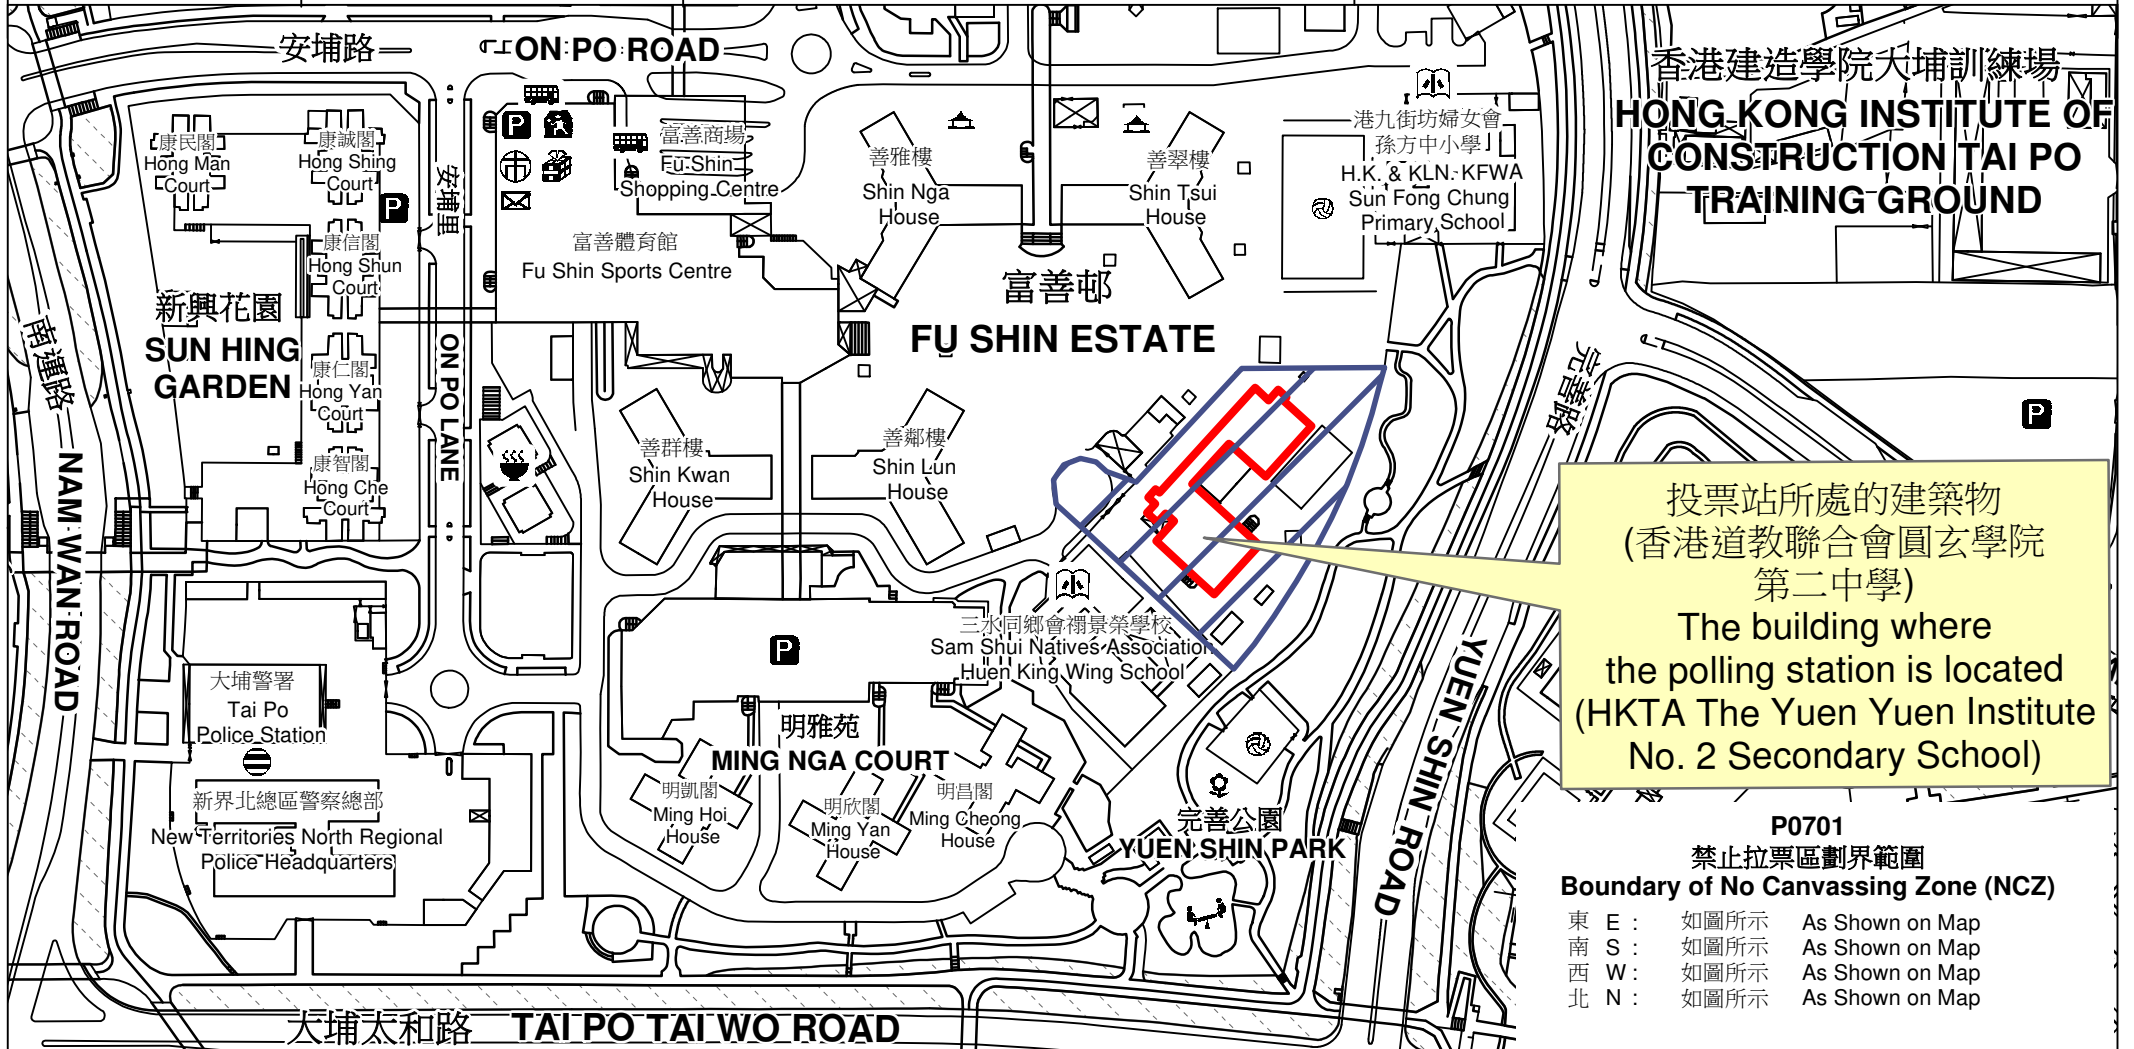 安埔路
ON PO ROAD
香港建造學院大埔訓練場
HONG KONG INSTITUTE OF
CONSTRUCTION TAI PO
TRAINING GROUND
康民閣
Hong Man
Court
康誠閣
Hong Shing
Court
安埔里
富善商場
Fu Shin
Shopping Centre
善雅樓
Shin Nga
House
善翠樓
Shin Tsui
House
港九街坊婦女會
孫方中小學
H.K. & KLN. KFWA
Sun Fong Chung
Primary School
康信閣
Hong Shun
Court
富善體育館
Fu Shin Sports Centre
新興花園
SUN HING
GARDEN
富善邨
FU SHIN ESTATE
南運路
NAM WAN ROAD
康仁閣
Hong Yan
Court
ON PO LANE
康智閣
Hong Che
Court
善群樓
Shin Kwan
House
善鄰樓
Shin Lun
House
完善路
YUEN SHIN ROAD
投票站所處的建築物
(香港道教聯合會圓玄學院
第二中學)
The building where
the polling station is located
(HKTA The Yuen Yuen Institute
No. 2 Secondary School)
三水同鄉會禤景榮學校
Sam Shui Natives Association
Huen King Wing School
大埔警署
Tai Po
Police Station
新界北總區警察總部
New Territories North Regional
Police Headquarters
明雅苑
MING NGA COURT
明凱閣
Ming Hoi
House
明欣閣
Ming Yan
House
明昌閣
Ming Cheong
House
完善公園
YUEN SHIN PARK
大埔太和路
TAI PO TAI WO ROAD
P0701
禁止拉票區劃界範圍
Boundary of No Canvassing Zone (NCZ)
東 E : 如圖所示 As Shown on Map
南 S : 如圖所示 As Shown on Map
西 W : 如圖所示 As Shown on Map
北 N : 如圖所示 As Shown on Map
P
P
P
P